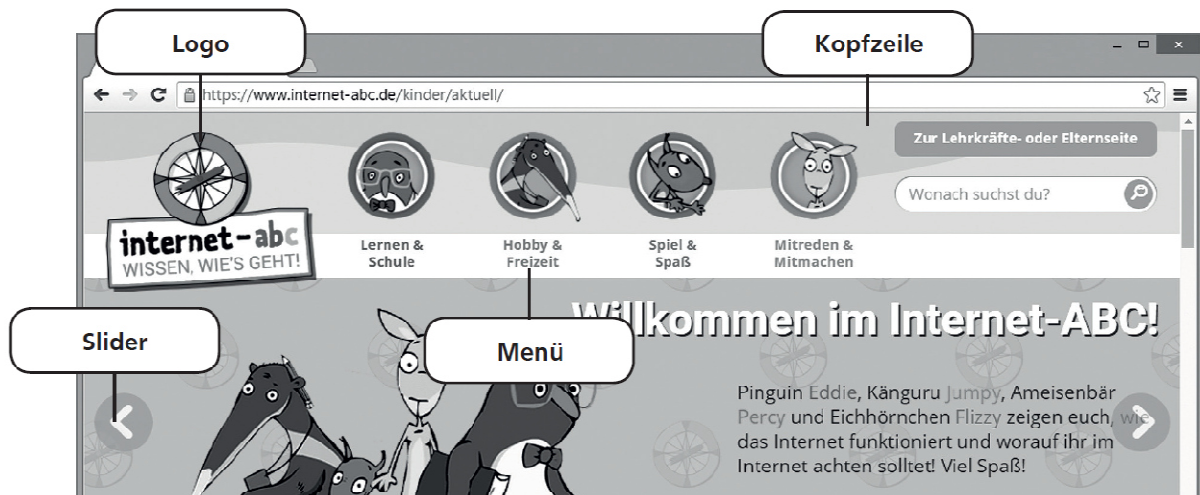 Logo
Kopfzeile
https://www.internet-abc.de/kinder/aktuell/
Zur Lehrkräfte- oder Elternseite
Wonach suchst du?
internet-abc
WISSEN, WIE'S GEHT!
Lernen &
Schule
Hobby &
Freizeit
Spiel &
Spaß
Mitreden &
Mitmachen
Slider
Menü
Willkommen im Internet-ABC!
Pinguin Eddie, Känguru Jumpy, Ameisenbär
Percy und Eichhörnchen Flizzy zeigen euch, wie
das Internet funktioniert und worauf ihr im
Internet achten solltet! Viel Spaß!